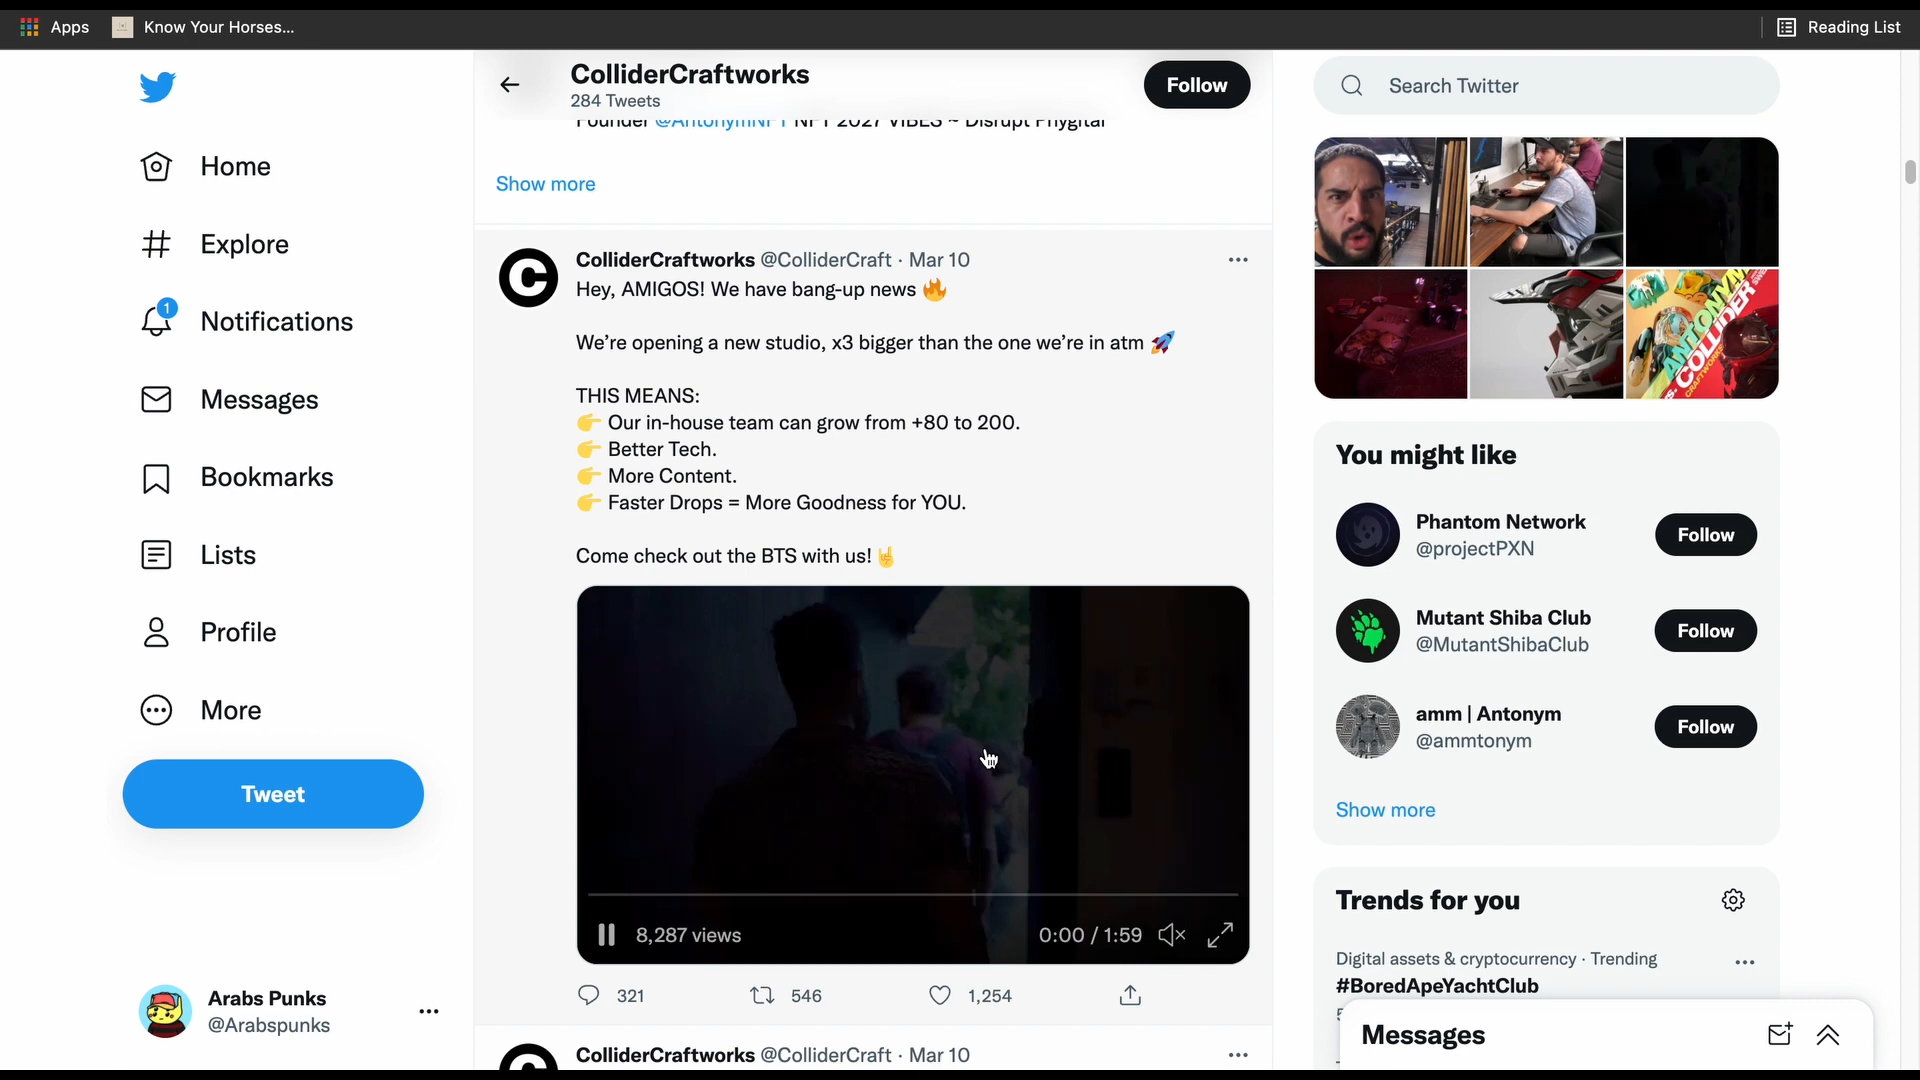 Apps
Know Your Horses...
Reading List
ColliderCraftworks
284 Tweets
Follow
Search Twitter
Founder @AntonymNFT NFT 2027 VIBES ~ Disrupt Phygital
Show more
Home
Explore
1
Notifications
Messages
Bookmarks
Lists
Profile
More
Tweet
Arabs Punks
@Arabspunks
C
ColliderCraftworks @ColliderCraft · Mar 10
Hey, AMIGOS! We have bang-up news 🔥
We're opening a new studio, x3 bigger than the one we're in atm 🚀
THIS MEANS:
👉 Our in-house team can grow from +80 to 200.
👉 Better Tech.
👉 More Content.
👉 Faster Drops = More Goodness for YOU.
Come check out the BTS with us! 🤘
8,287 views
0:00 / 1:59
321
546
1,254
ColliderCraftworks @ColliderCraft · Mar 10
ANTONYM
COLLIDER
CRAFTWORKS
You might like
Phantom Network
@projectPXN
Follow
Mutant Shiba Club
@MutantShibaClub
Follow
amm | Antonym
@ammtonym
Follow
Show more
Trends for you
Digital assets & cryptocurrency · Trending
#BoredApeYachtClub
Messages